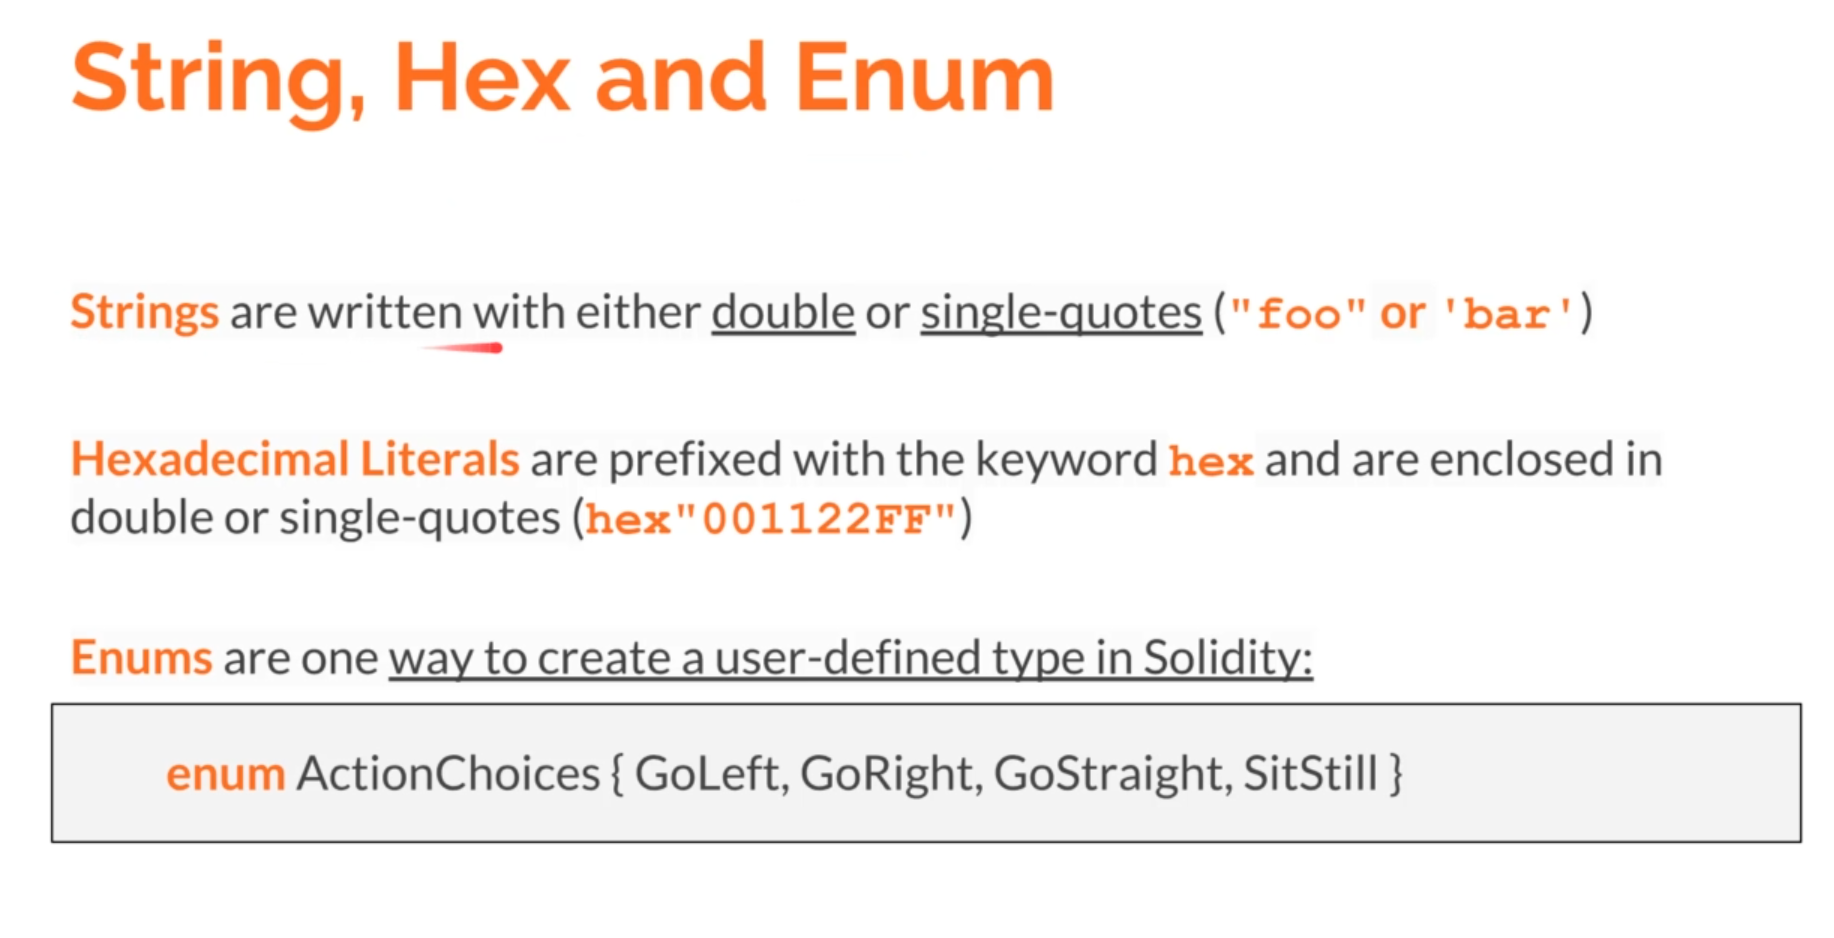 String, Hex and Enum
Strings are written with either double or single-quotes ("foo" or 'bar')
Hexadecimal Literals are prefixed with the keyword hex and are enclosed in
double or single-quotes (hex"001122FF")
Enums are one way to create a user-defined type in Solidity:
enum ActionChoices { GoLeft, GoRight, GoStraight, SitStill }